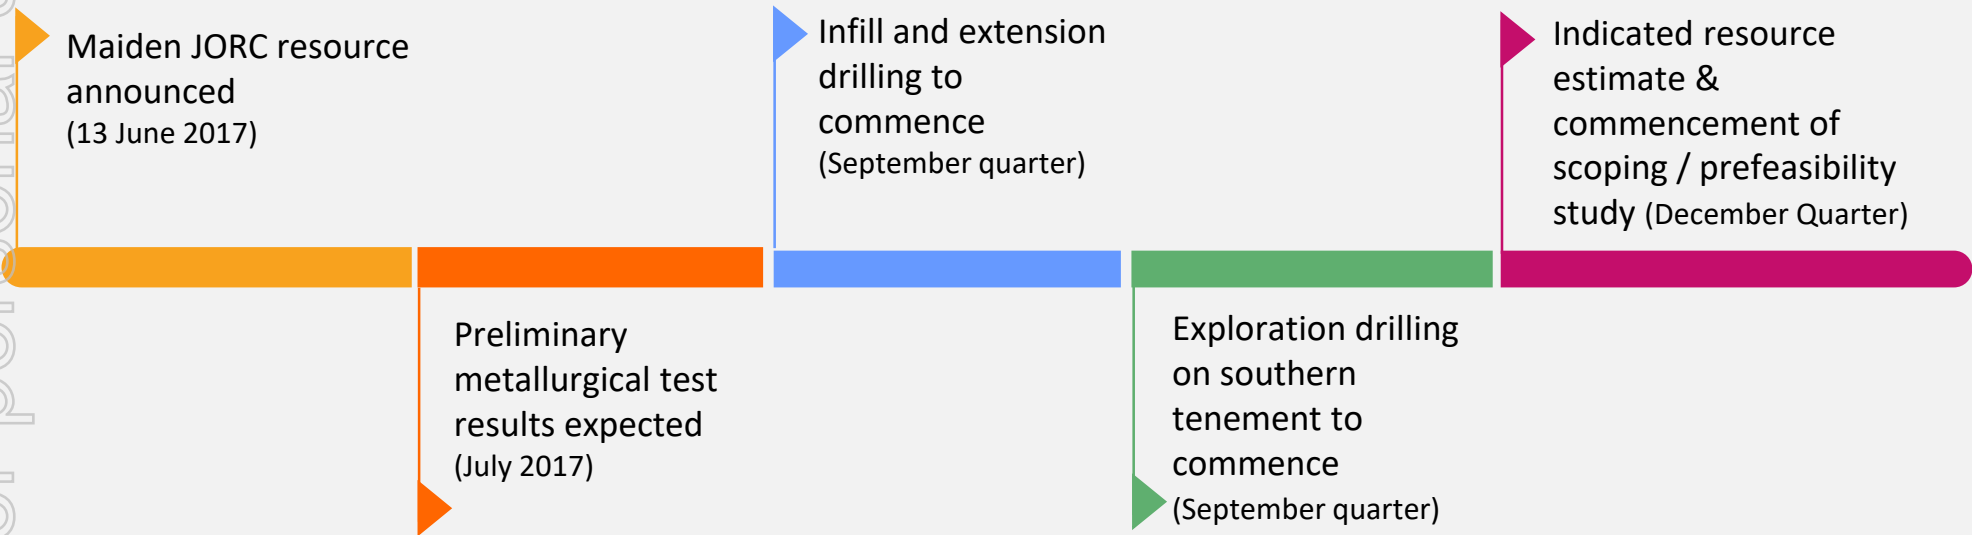 Maiden JORC resource
announced
(13 June 2017)
Preliminary
metallurgical test
results expected
(July 2017)
Infill and extension
drilling to
commence
(September quarter)
Exploration drilling
on southern
tenement to
commence
(September quarter)
Indicated resource
estimate &
commencement of
scoping / prefeasibility
study (December Quarter)